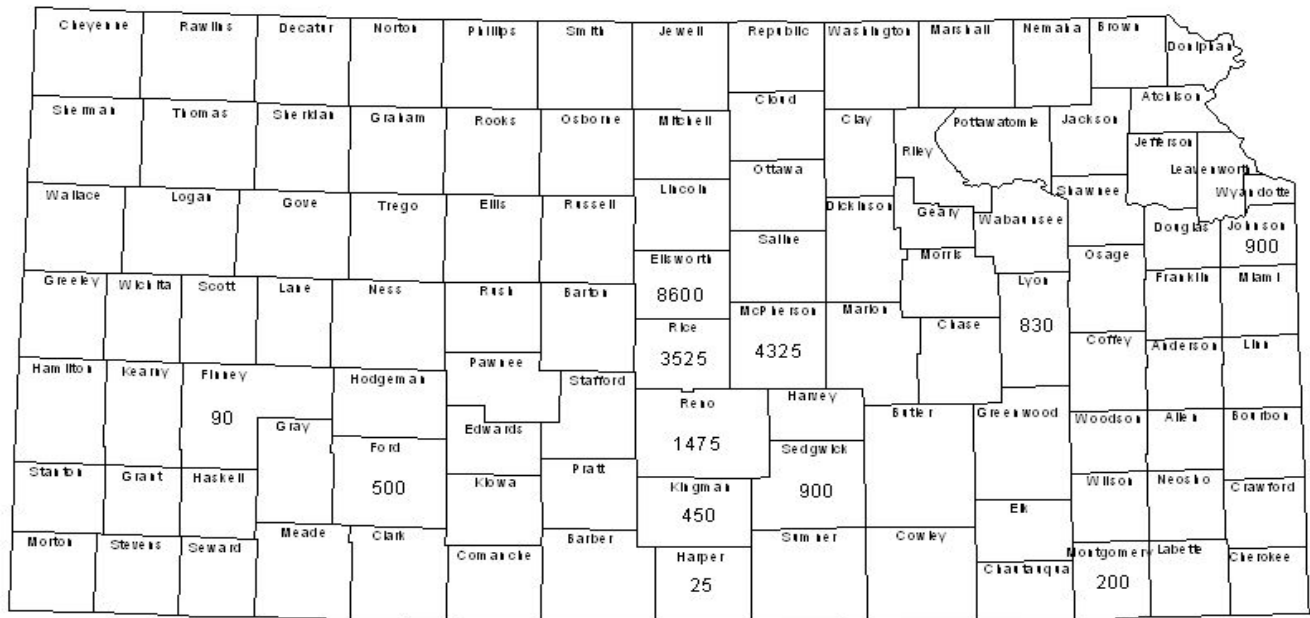 Cheyenne Rawlins Decatur Norton Phillips Smith Jewell Republic Washington Marshall Nemaha Brown
Doniphan
Sherman Thomas Sheridan Graham Rooks Osborne Mitchell Cloud Clay Riley Pottawatomie Jackson Atchison
Jefferson Leavenworth
Wallace Logan Gove Trego Ellis Russell Lincoln Ottawa Dickinson Geary Wabaunsee Shawnee Wyandotte
Saline Morris Osage Douglas Johnson
900
Greeley Wichita Scott Lane Ness Rush Barton Ellsworth Lyon Franklin Miami
8600
Rice McPherson Marion Chase 830
3525 4325 Coffey Anderson Linn
Hamilton Kearny Finney Hodgeman Pawnee Stafford
90 Reno Harvey Butler Greenwood Woodson Allen Bourbon
Gray Ford Edwards 1475 Sedgwick
Stanton Grant Haskell 500 Kiowa Pratt Kingman 900 Wilson Neosho Crawford
450 Elk
Morton Stevens Seward Meade Clark Comanche Barber Harper Sumner Cowley Chautauqua Montgomery Labette Cherokee
25 200